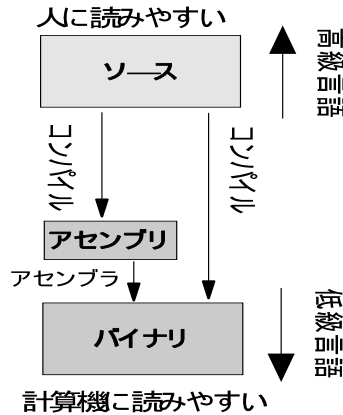 人に読みやすい
ソース
高級言語
コンパイル
コンパイル
アセンブリ
アセンブラ
バイナリ
低級言語
計算機に読みやすい